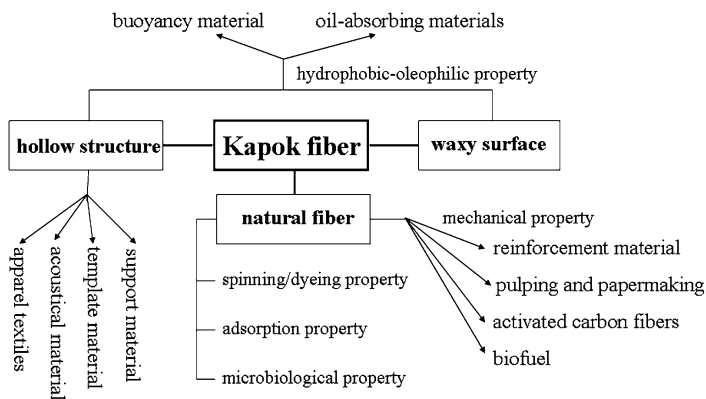 buoyancy material
oil-absorbing materials
hydrophobic-oleophilic property
hollow structure
Kapok fiber
waxy surface
natural fiber
mechanical property
reinforcement material
pulping and papermaking
activated carbon fibers
biofuel
spinning/dyeing property
adsorption property
microbiological property
apparel textiles
acoustical material
template material
support material